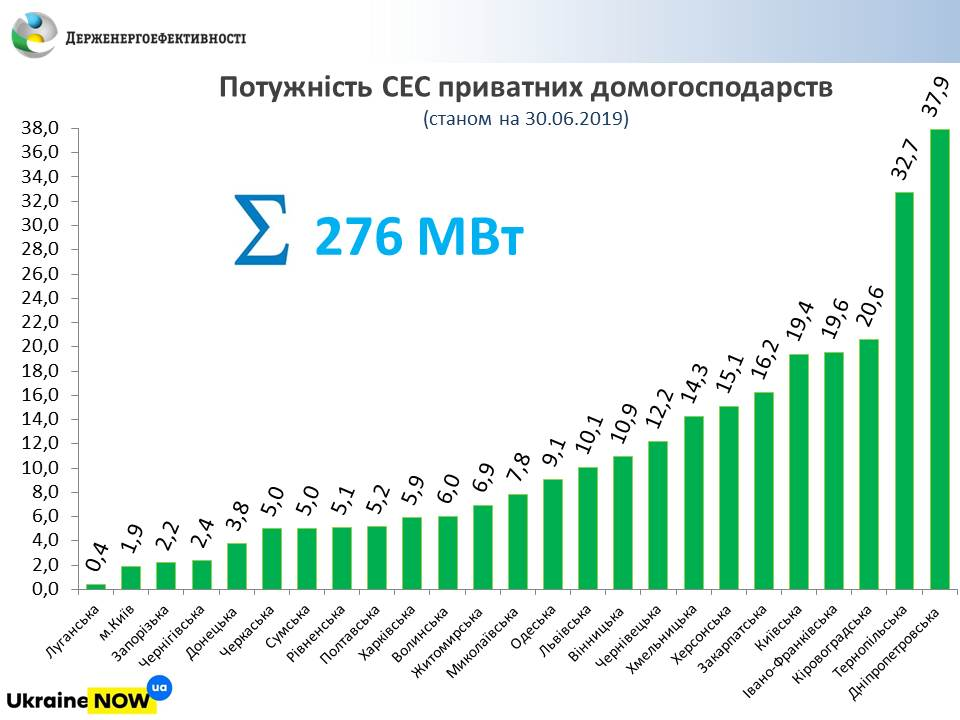 ДЕРЖЕНЕРГОЕФЕКТИВНОСТІ
Потужність СЕС приватних домогосподарств
(станом на 30.06.2019)
Σ 276 МВт
38,0
36,0
34,0
32,0
30,0
28,0
26,0
24,0
22,0
20,0
18,0
16,0
14,0
12,0
10,0
8,0
6,0
4,0
2,0
0,0
0,4
1,9
2,2
2,4
3,8
5,0
5,0
5,1
5,2
5,9
6,0
6,9
7,8
9,1
10,1
10,9
12,2
14,3
15,1
16,2
19,4
19,6
20,6
32,7
37,9
Луганська
м.Київ
Запорізька
Чернігівська
Донецька
Черкаська
Сумська
Рівненська
Полтавська
Харківська
Волинська
Житомирська
Миколаївська
Одеська
Львівська
Вінницька
Чернівецька
Хмельницька
Херсонська
Закарпатська
Київська
Івано-Франківська
Кіровоградська
Тернопільська
Дніпропетровська
Ukraine NOW ua